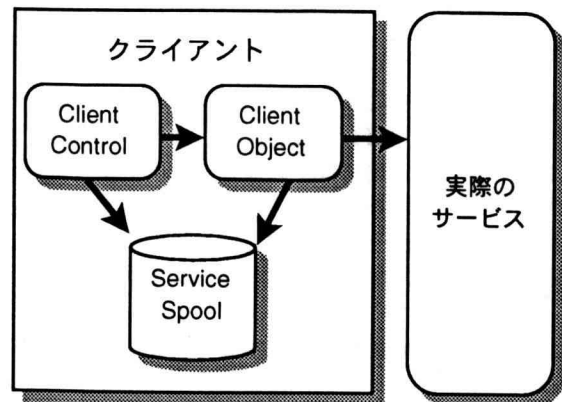 クライアント
Client
Control
Client
Object
Service
Spool
実際の
サービス